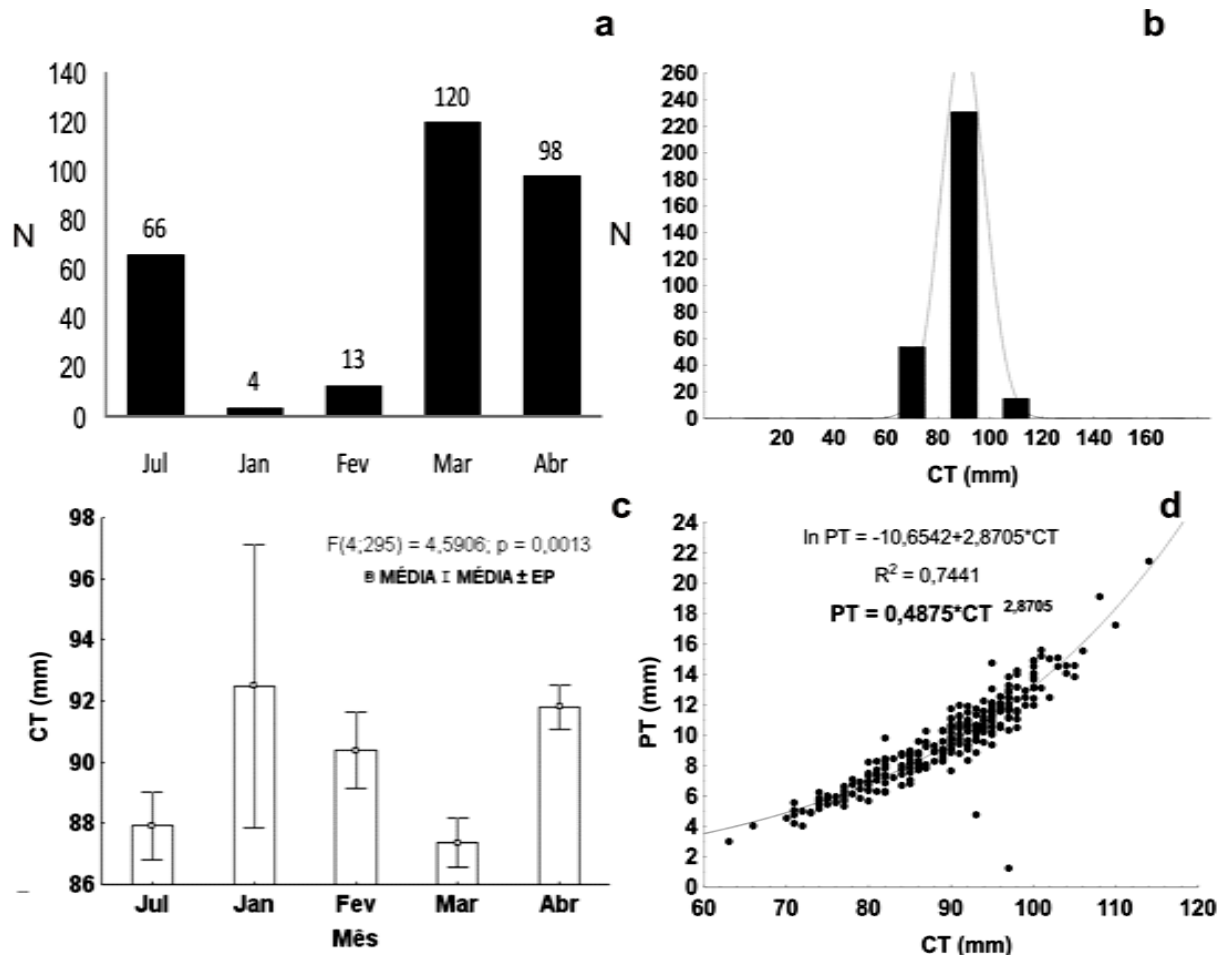 a
140
120
100
80
60
40
20
0
N
66
4
13
120
98
Jul Jan Fev Mar Abr
b
260
240
220
200
180
160
140
120
100
80
60
40
20
0
N
20 40 60 80 100 120 140 160
CT (mm)
c
98
96
94
92
90
88
86
CT (mm)
F(4;295) = 4,5906; p = 0,0013
MÉDIA MÉDIA ± EP
Jul Jan Fev Mar Abr
Mês
d
24
22
20
18
16
14
12
10
8
6
4
2
0
PT (mm)
ln PT = -10,6542+2,8705*CT
R² = 0,7441
PT = 0,4875*CT 2,8705
60 70 80 90 100 110 120
CT (mm)